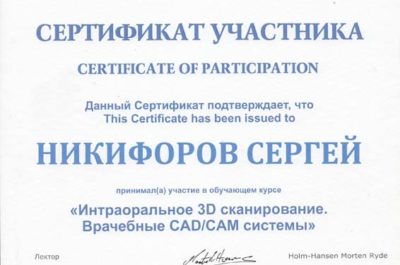 СЕРТИФИКАТ УЧАСТНИКА
CERTIFICATE OF PARTICIPATION
Данный Сертификат подтверждает, что
This Certificate has been issued to
НИКИФОРОВ СЕРГЕЙ
принимал(а) участие в обучающем курсе
«Интраоральное 3D сканирование.
Врачебные CAD/CAM системы»
Лектор Holm-Hansen Morten Ryde